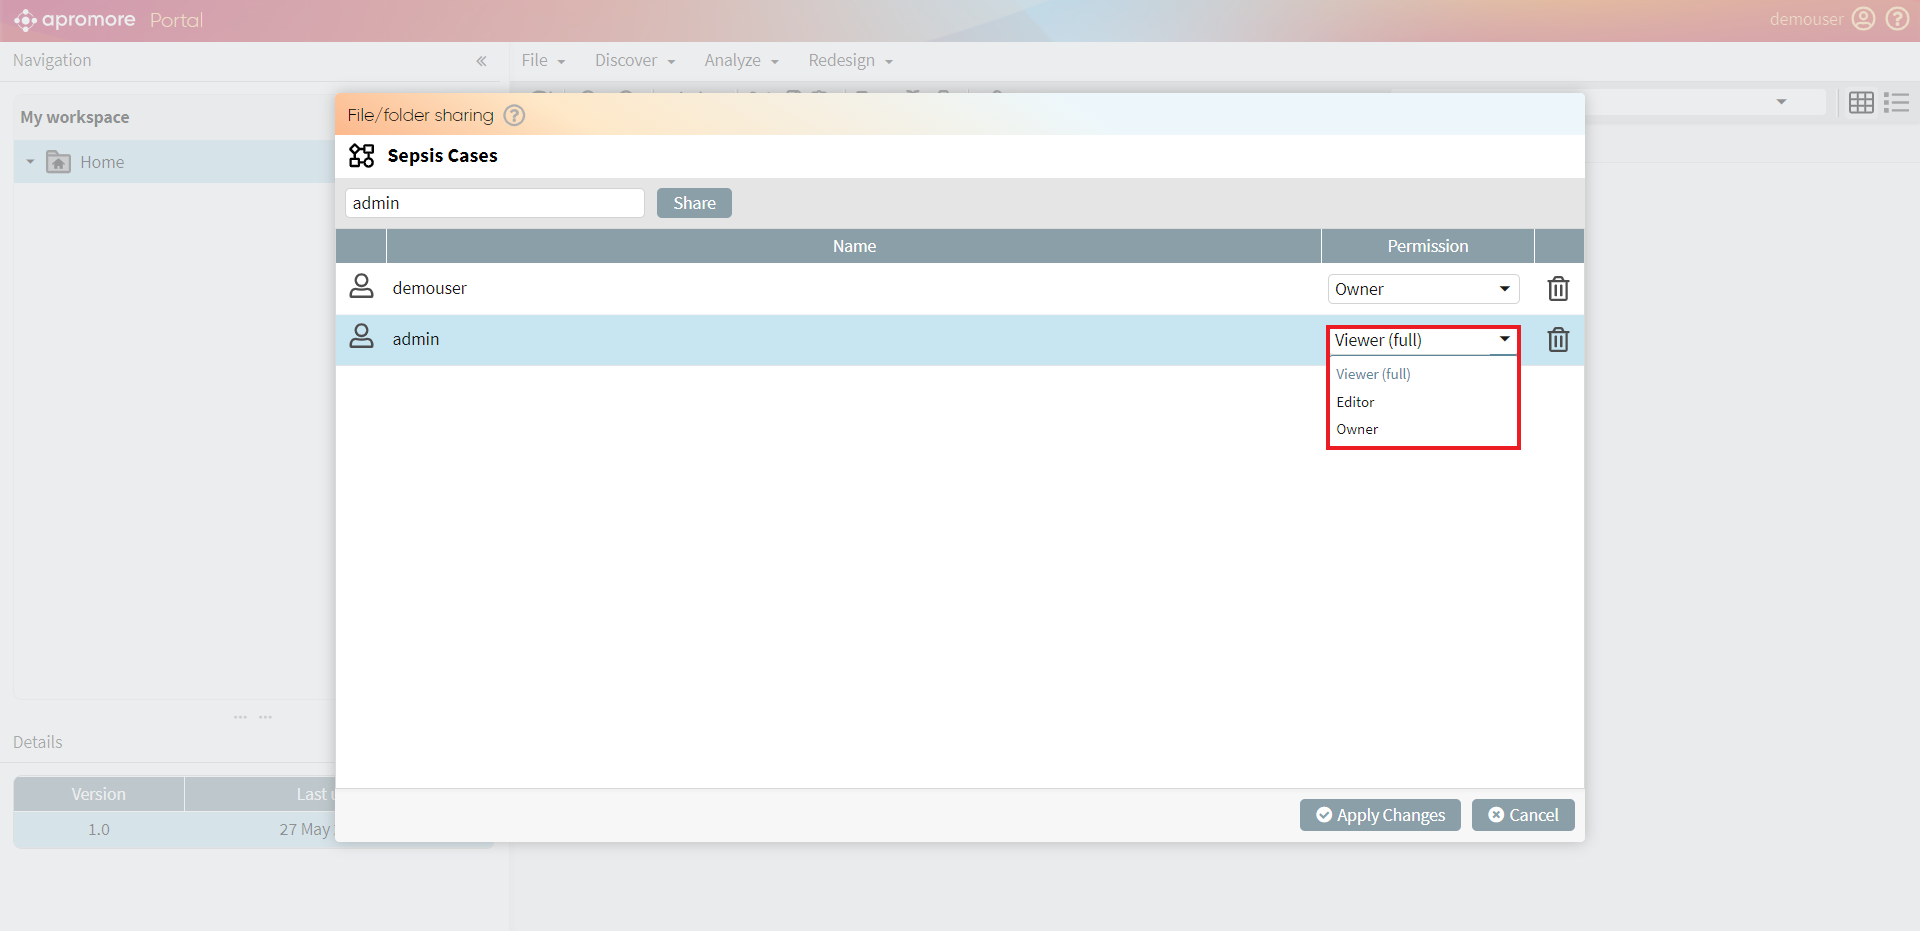 apromore Portal
demouser
Navigation
File
Discover
Analyze
Redesign
My workspace
Home
File/folder sharing
Sepsis Cases
admin
Share
Name
Permission
demouser
Owner
admin
Viewer (full)
Viewer (full)
Editor
Owner
Details
Version
Last
1.0
27 May
Apply Changes
Cancel